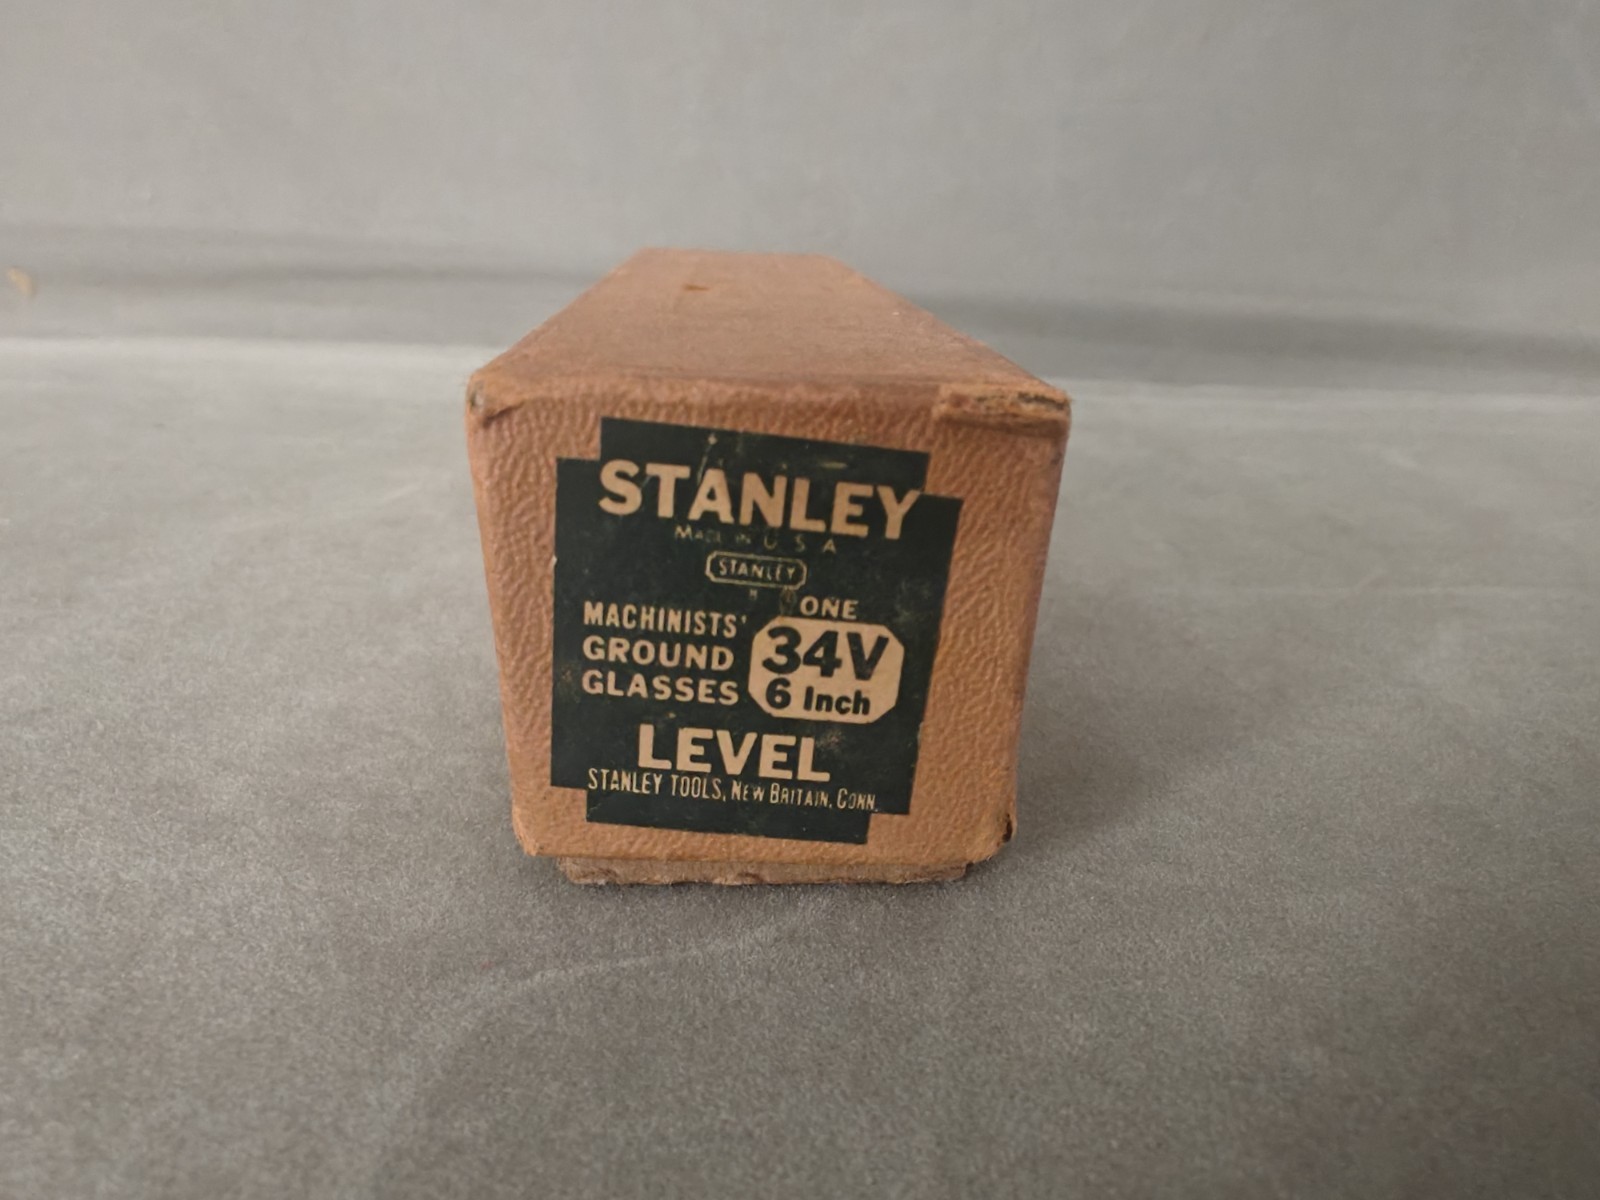 STANLEY
MADE IN U S A
STANLEY
ONE
MACHINISTS'
GROUND
GLASSES
34V
6 Inch
LEVEL
STANLEY TOOLS, NEW BRITAIN, CONN.